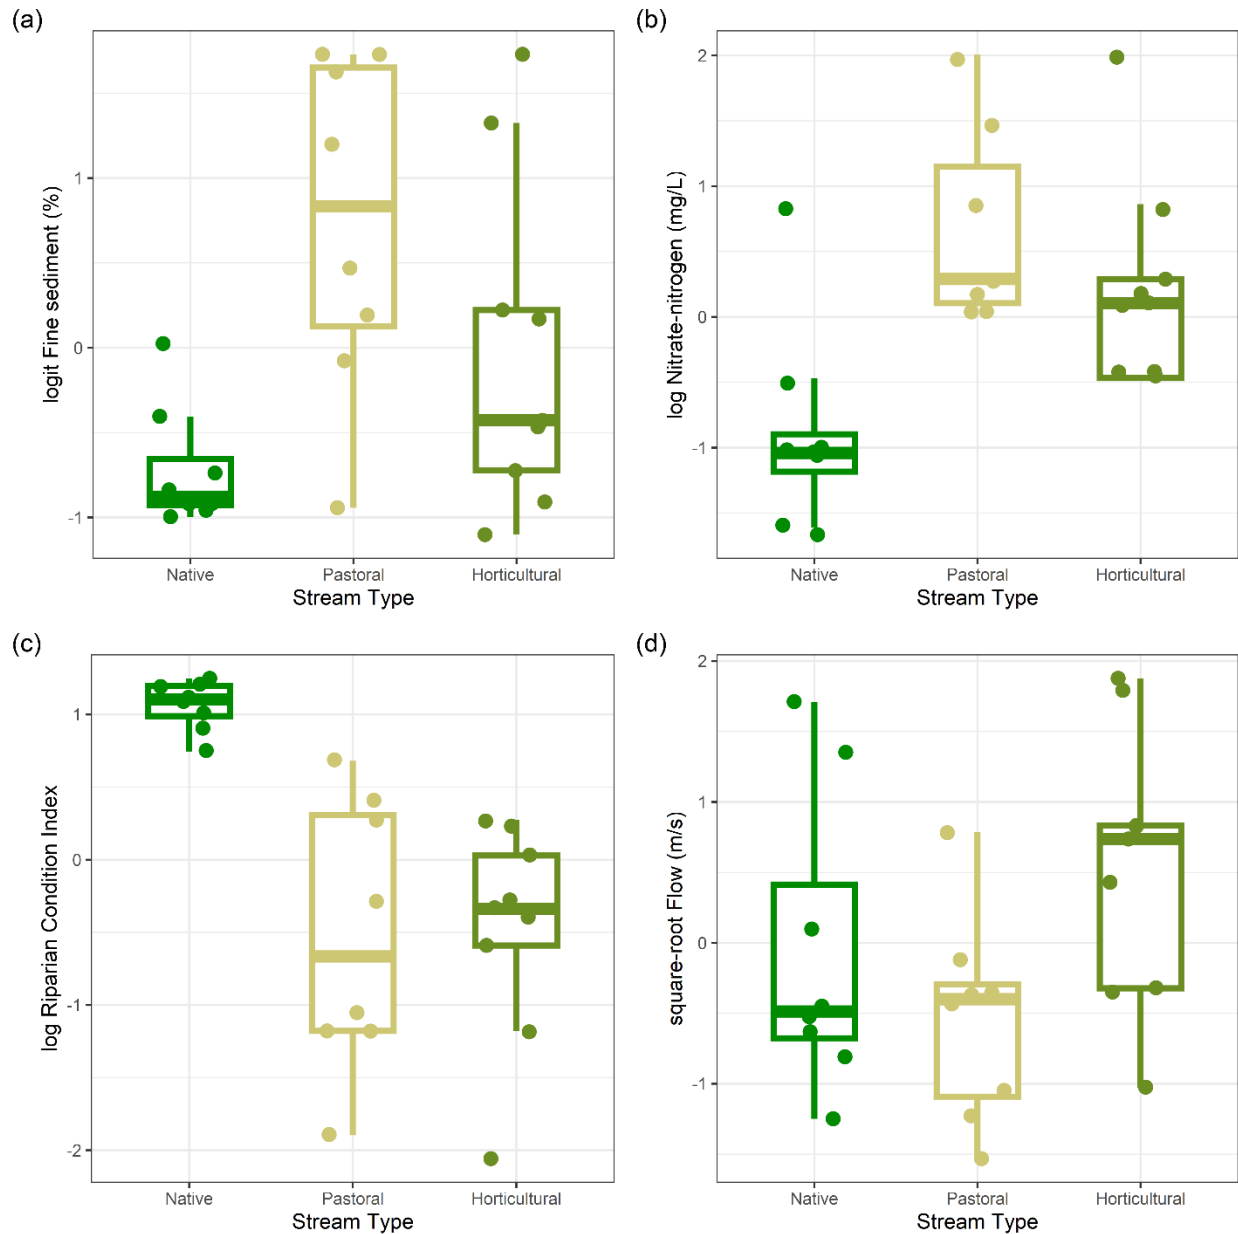 (a)
logit Fine sediment (%)
1
0
-1
Native Pastoral Horticultural
Stream Type
(b)
log Nitrate-nitrogen (mg/L)
2
1
0
-1
Native Pastoral Horticultural
Stream Type
(c)
log Riparian Condition Index
1
0
-1
-2
Native Pastoral Horticultural
Stream Type
(d)
square-root Flow (m/s)
2
1
0
-1
Native Pastoral Horticultural
Stream Type